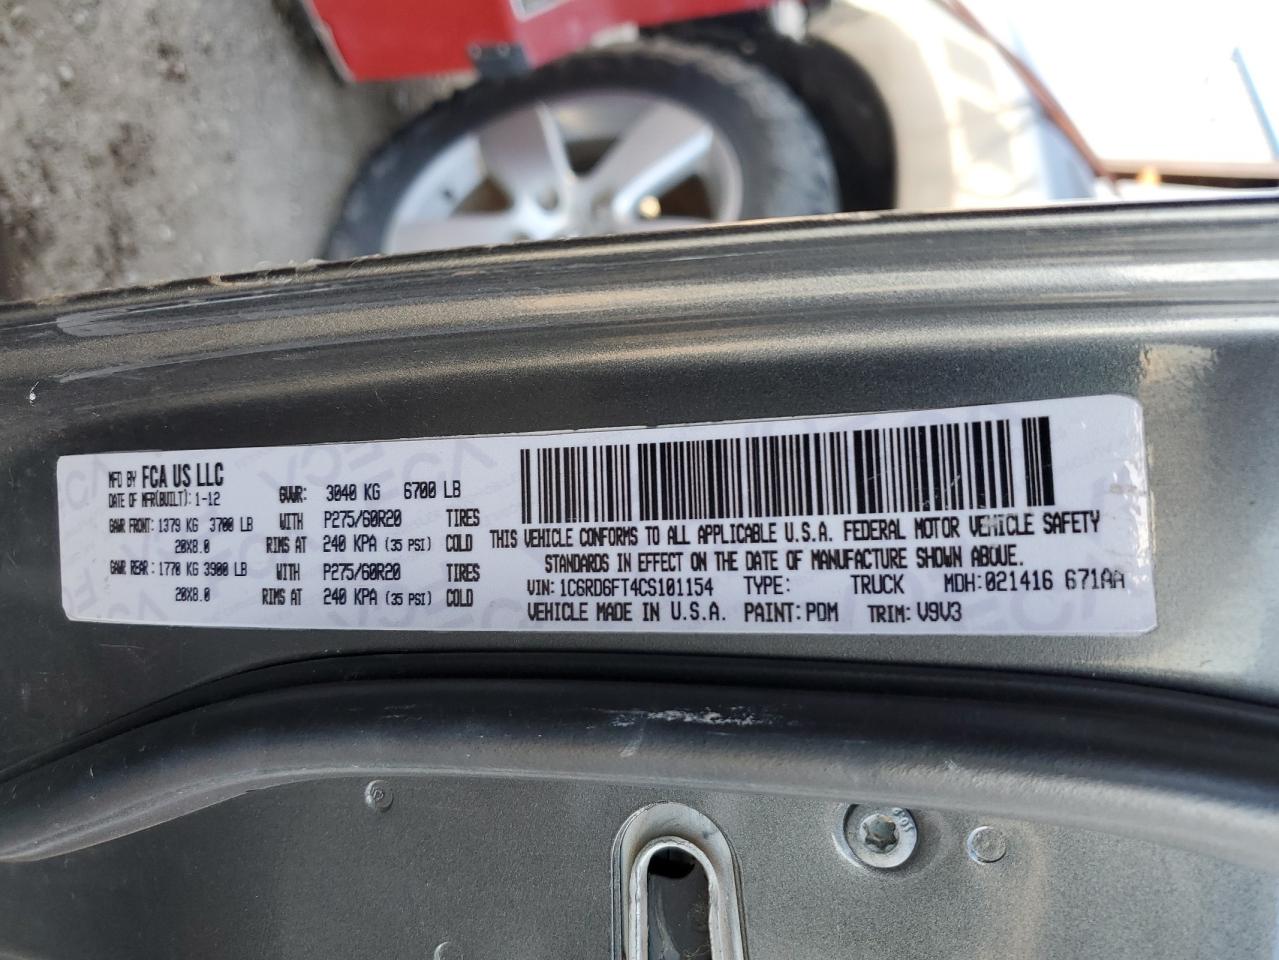 MFD BY FCA US LLC
DATE OF MFR(BUILT): 1-12 GVWR: 3040 KG 6700 LB
GAWR FRONT: 1379 KG 3700 LB WITH P275/60R20 TIRES
20X8.0 RIMS AT 240 KPA (35 PSI) COLD
GAWR REAR: 1770 KG 3900 LB WITH P275/60R20 TIRES
20X8.0 RIMS AT 240 KPA (35 PSI) COLD
THIS VEHICLE CONFORMS TO ALL APPLICABLE U.S.A. FEDERAL MOTOR VEHICLE SAFETY
STANDARDS IN EFFECT ON THE DATE OF MANUFACTURE SHOWN ABOVE.
VIN: 1C6RD6FT4CS101154 TYPE: TRUCK MDH: 021416 671AA
VEHICLE MADE IN U.S.A. PAINT: PDM TRIM: V9V3